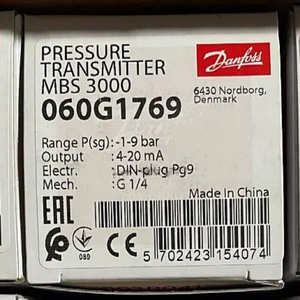 PRESSURE
TRANSMITTER
MBS 3000
060G1769
Danfoss
6430 Nordborg,
Denmark
Range P(sg):-1-9 bar
Output :4-20 mA
Electr. :DIN-plug Pg9
Mech. :G 1/4
Made In China
EAC
089
CE
5 702423 154074